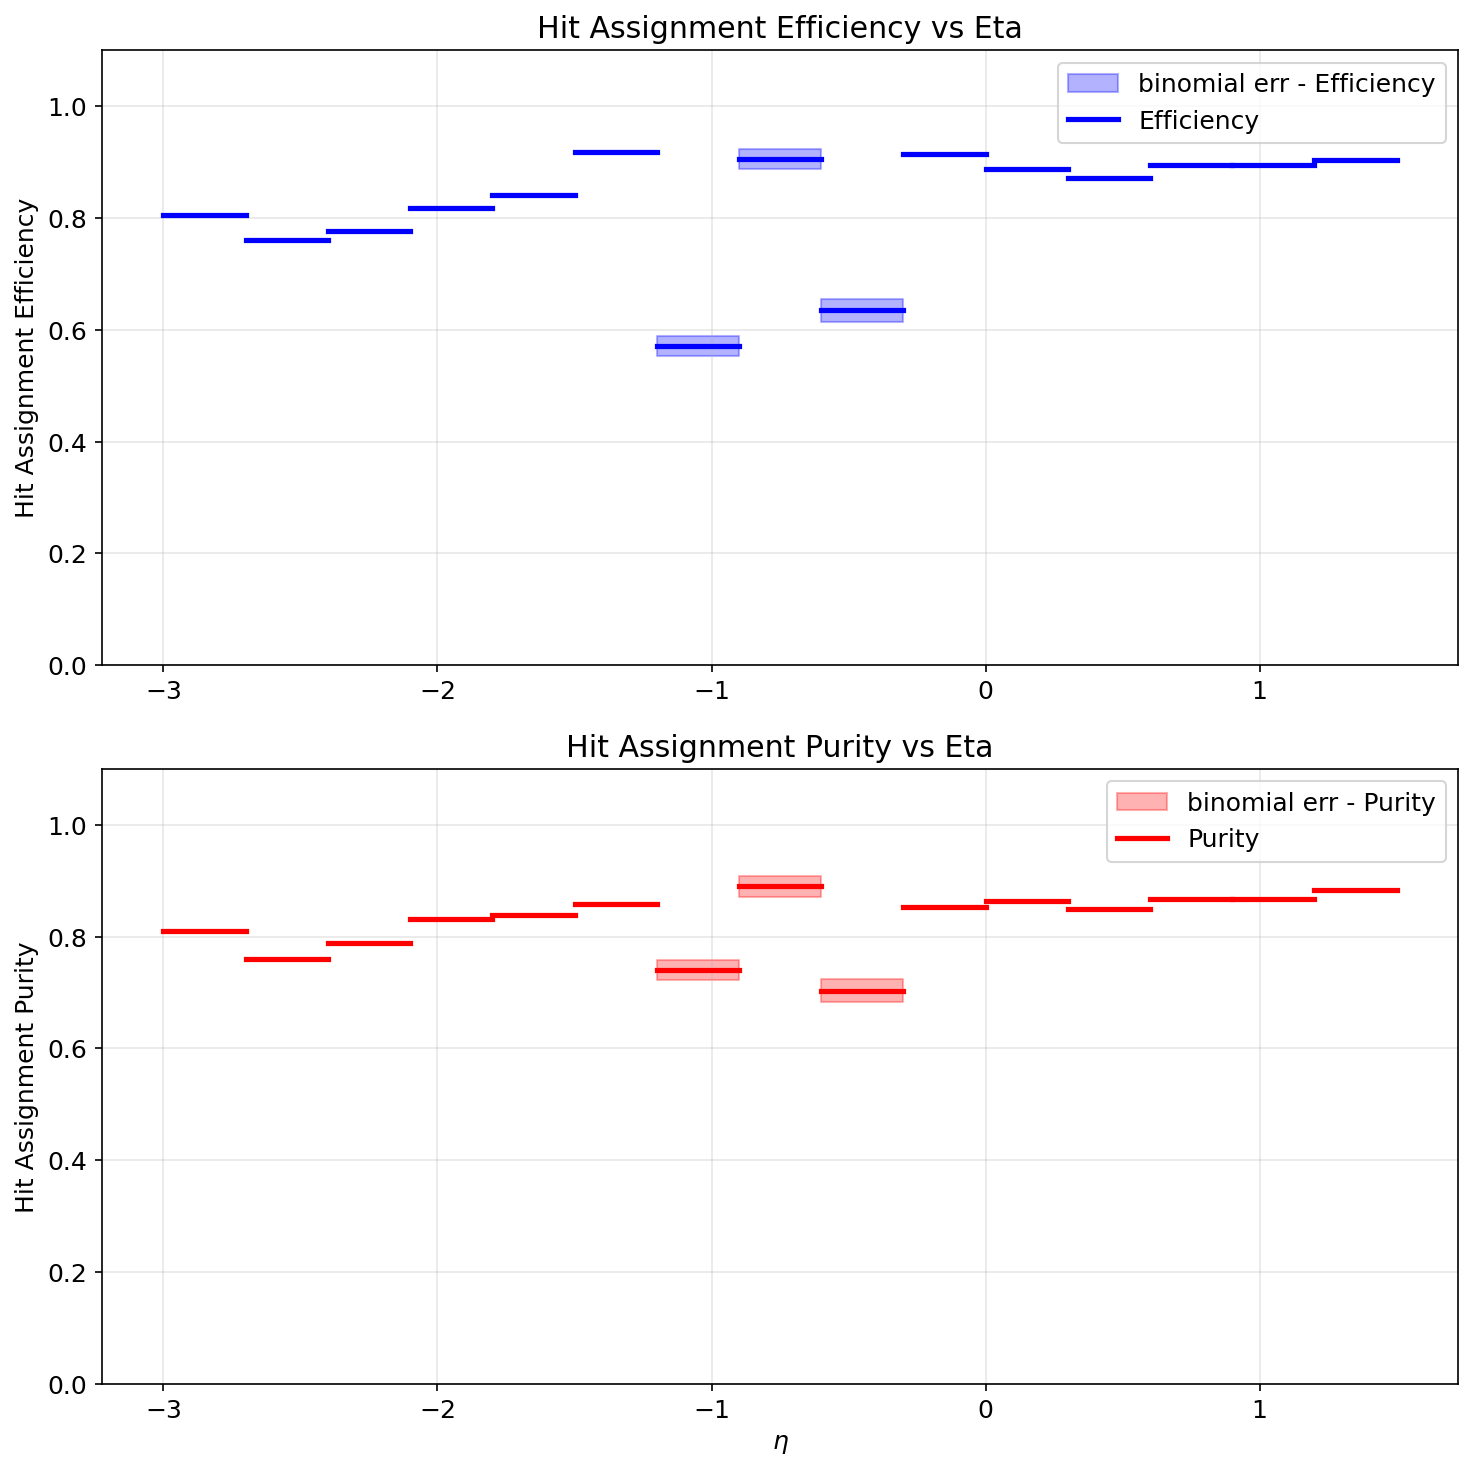 Hit Assignment Efficiency vs Eta
Hit Assignment Efficiency
1.0
0.8
0.6
0.4
0.2
0.0
binomial err - Efficiency
Efficiency
−3
−2
−1
0
1
Hit Assignment Purity vs Eta
Hit Assignment Purity
1.0
0.8
0.6
0.4
0.2
0.0
binomial err - Purity
Purity
−3
−2
−1
0
1
η